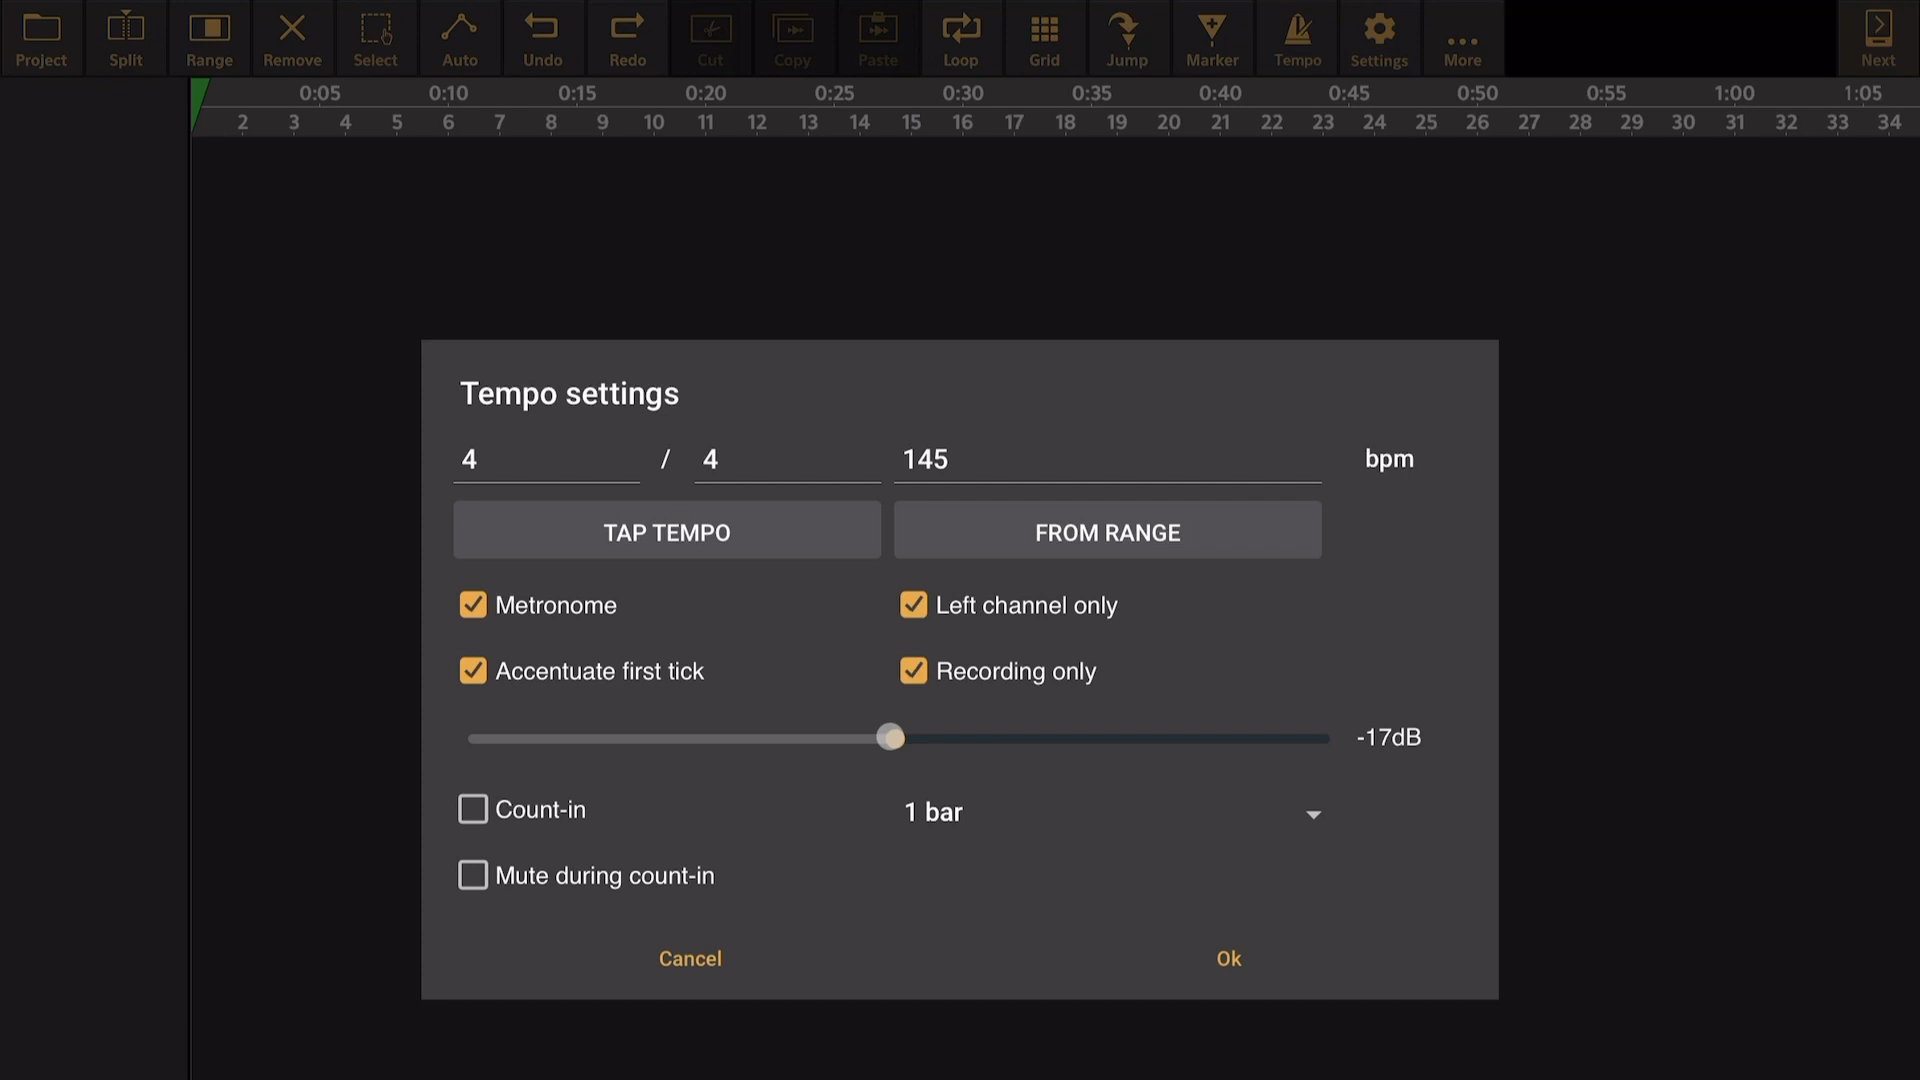 Project Split Range Remove Select Auto Undo Redo Cut Copy Paste Loop Grid Jump Marker Tempo Settings More Next
0:05 0:10 0:15 0:20 0:25 0:30 0:35 0:40 0:45 0:50 0:55 1:00 1:05
2 3 4 5 6 7 8 9 10 11 12 13 14 15 16 17 18 19 20 21 22 23 24 25 26 27 28 29 30 31 32 33 34
Tempo settings
4 / 4 145 bpm
TAP TEMPO FROM RANGE
Metronome Left channel only
Accentuate first tick Recording only
-17dB
Count-in 1 bar
Mute during count-in
Cancel Ok